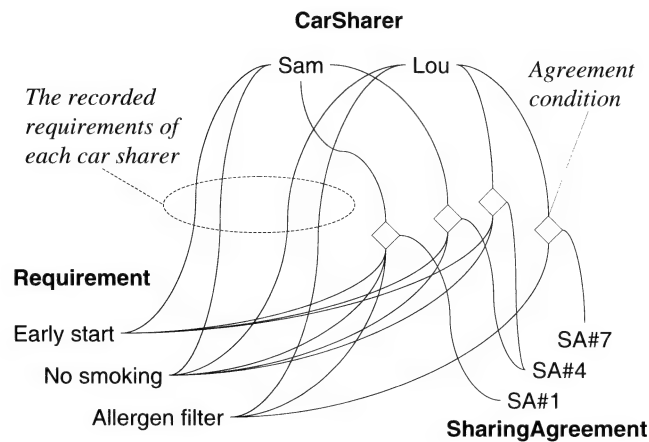 CarSharer
Sam
Lou
The recorded
requirements of
each car sharer
Agreement
condition
Requirement
Early start
No smoking
Allergen filter
SA#7
SA#4
SA#1
SharingAgreement